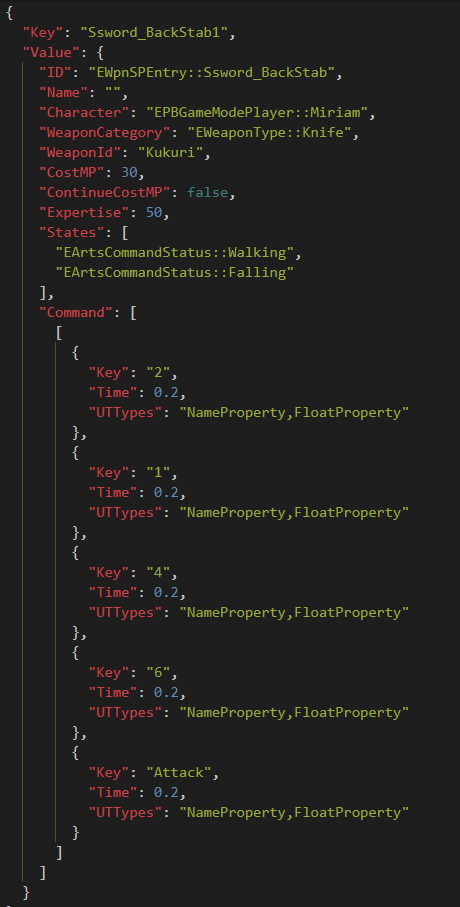 {
"Key": "Ssword_BackStab1",
"Value": {
"ID": "EWpnSPEntry::Ssword_BackStab",
"Name": "",
"Character": "EPBGameModePlayer::Miriam",
"WeaponCategory": "EWeaponType::Knife",
"WeaponId": "Kukuri",
"CostMP": 30,
"ContinueCostMP": false,
"Expertise": 50,
"States": [
"EArtsCommandStatus::Walking",
"EArtsCommandStatus::Falling"
],
"Command": [
[
{
"Key": "2",
"Time": 0.2,
"UTTypes": "NameProperty,FloatProperty"
},
{
"Key": "1",
"Time": 0.2,
"UTTypes": "NameProperty,FloatProperty"
},
{
"Key": "4",
"Time": 0.2,
"UTTypes": "NameProperty,FloatProperty"
},
{
"Key": "6",
"Time": 0.2,
"UTTypes": "NameProperty,FloatProperty"
},
{
"Key": "Attack",
"Time": 0.2,
"UTTypes": "NameProperty,FloatProperty"
}
]
]
}